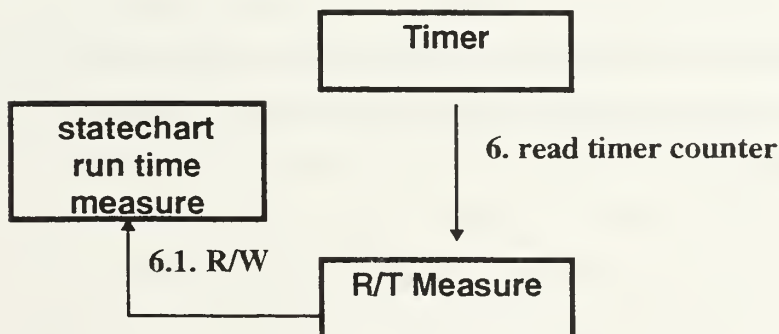 Timer
statechart
run time
measure
6. read timer counter
6.1. R/W
R/T Measure